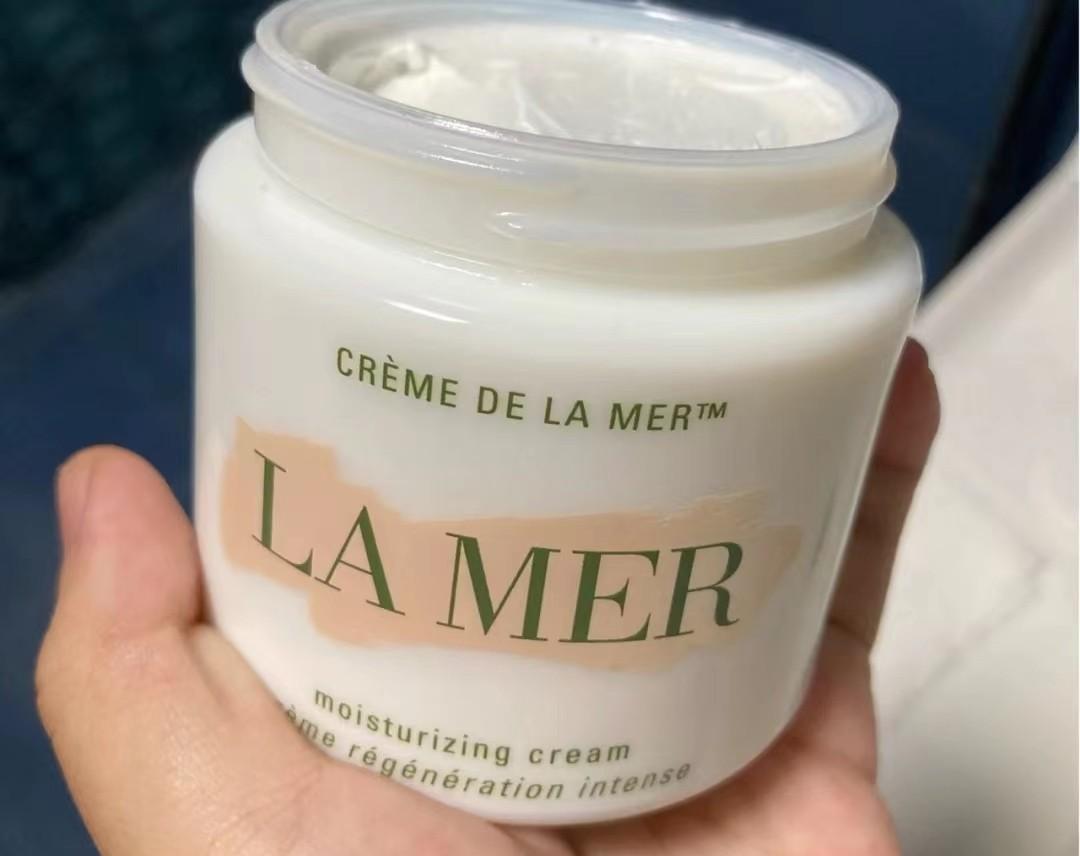 CRÈME DE LA MER™
LA MER
moisturizing cream
ème régénération intense